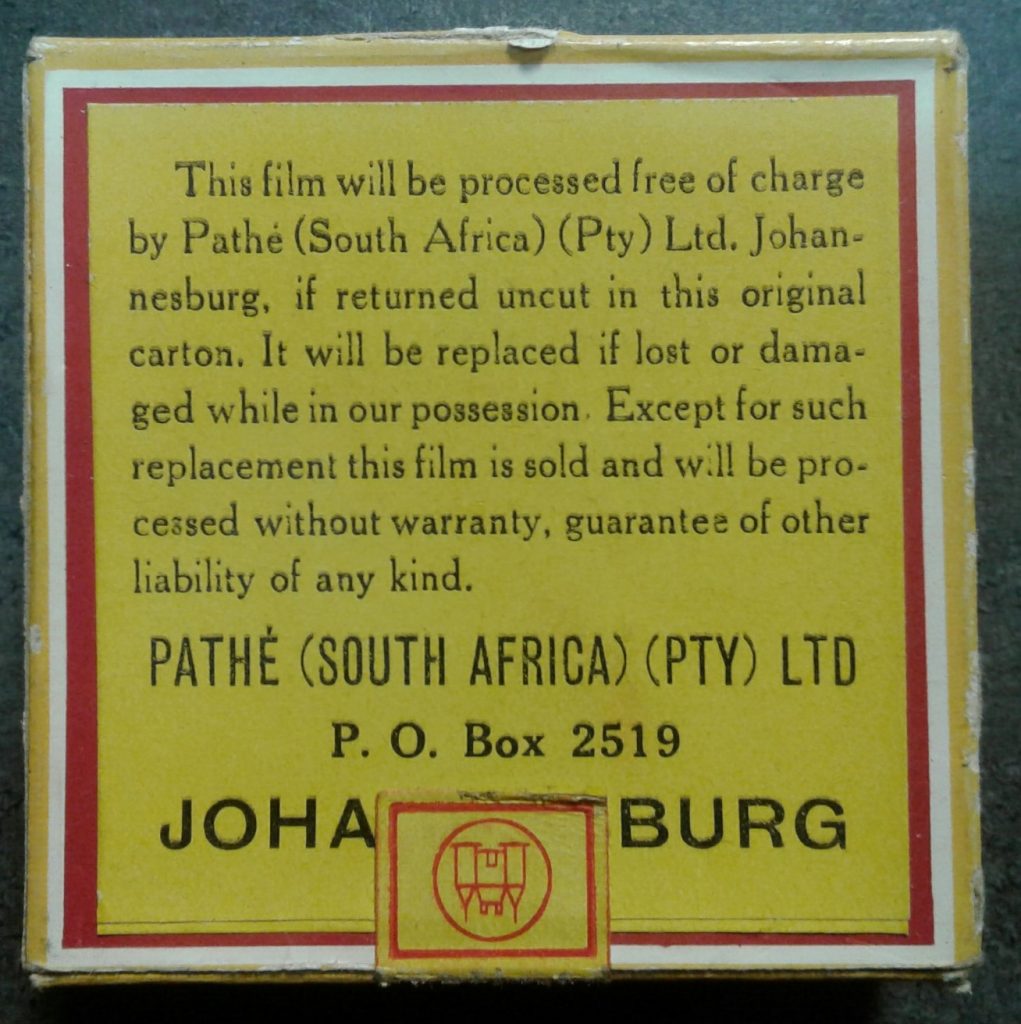 This film will be processed free of charge
by Pathé (South Africa) (Pty) Ltd. Johan-
nesburg, if returned uncut in this original
carton. It will be replaced if lost or dama-
ged while in our possession. Except for such
replacement this film is sold and will be pro-
cessed without warranty, guarantee of other
liability of any kind.
PATHÉ (SOUTH AFRICA) (PTY) LTD
P. O. Box 2519
JOHA BURG